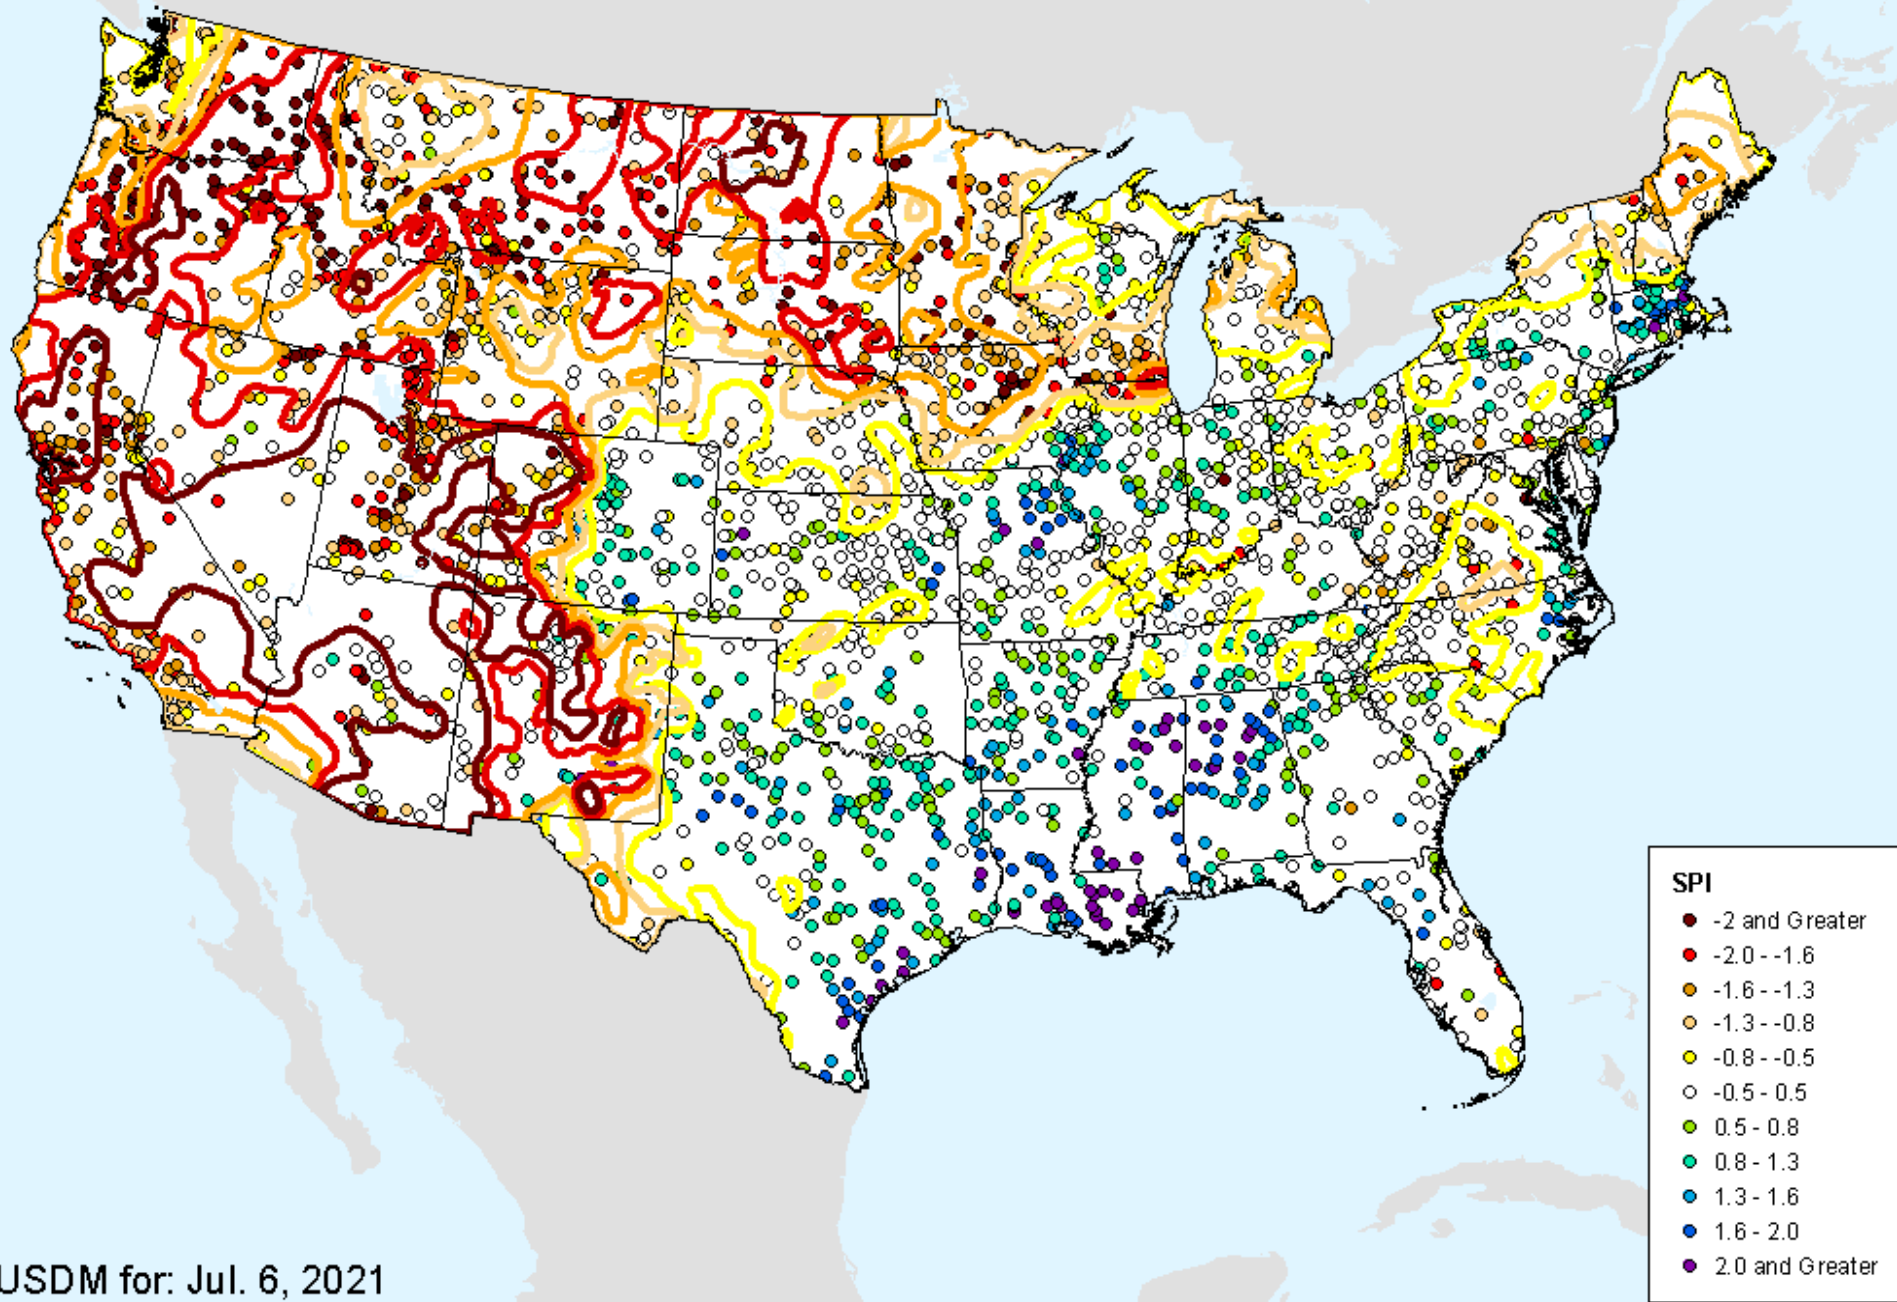 SPI
-2 and Greater
-2.0 - -1.6
-1.6 - -1.3
-1.3 - -0.8
-0.8 - -0.5
-0.5 - 0.5
0.5 - 0.8
0.8 - 1.3
1.3 - 1.6
1.6 - 2.0
2.0 and Greater
USDM for: Jul. 6, 2021